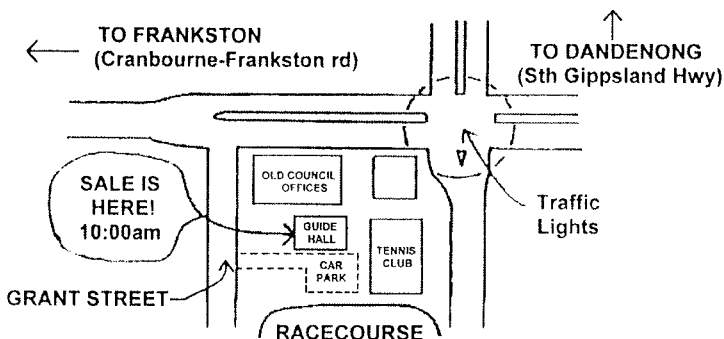 TO FRANKSTON
(Cranbourne-Frankston rd)
TO DANDENONG
(Sth Gippsland Hwy)
OLD COUNCIL
OFFICES
SALE IS
HERE!
10:00am
GUIDE
HALL
TENNIS
CLUB
CAR
PARK
Traffic
Lights
GRANT STREET
RACECOURSE